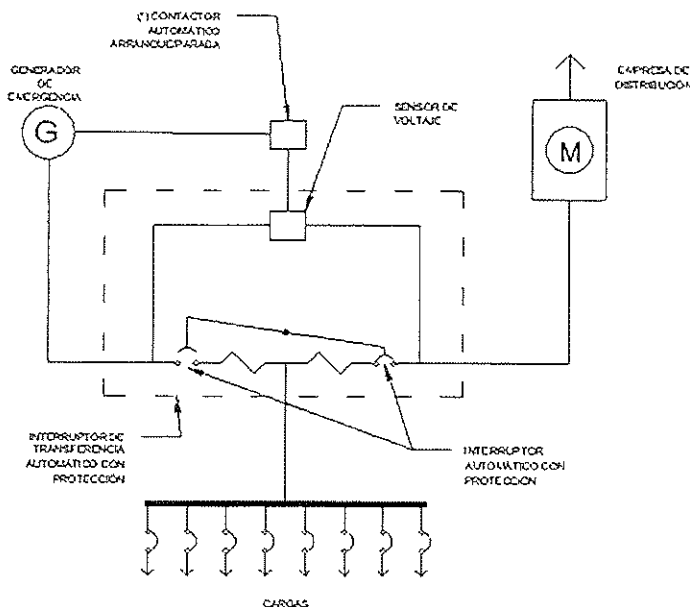 (*) CONTACTOR
AUTOMÁTICO
ARRANQUE/PARADA
GENERADOR
DE
EMERGENCIA
G
SENSOR DE
VOLTAJE
EMPRESA DE
DISTRIBUCIÓN
M
INTERRUPTOR DE
TRANSFERENCIA
AUTOMÁTICO CON
PROTECCIÓN
INTERRUPTOR
AUTOMÁTICO CON
PROTECCIÓN
CARGAS